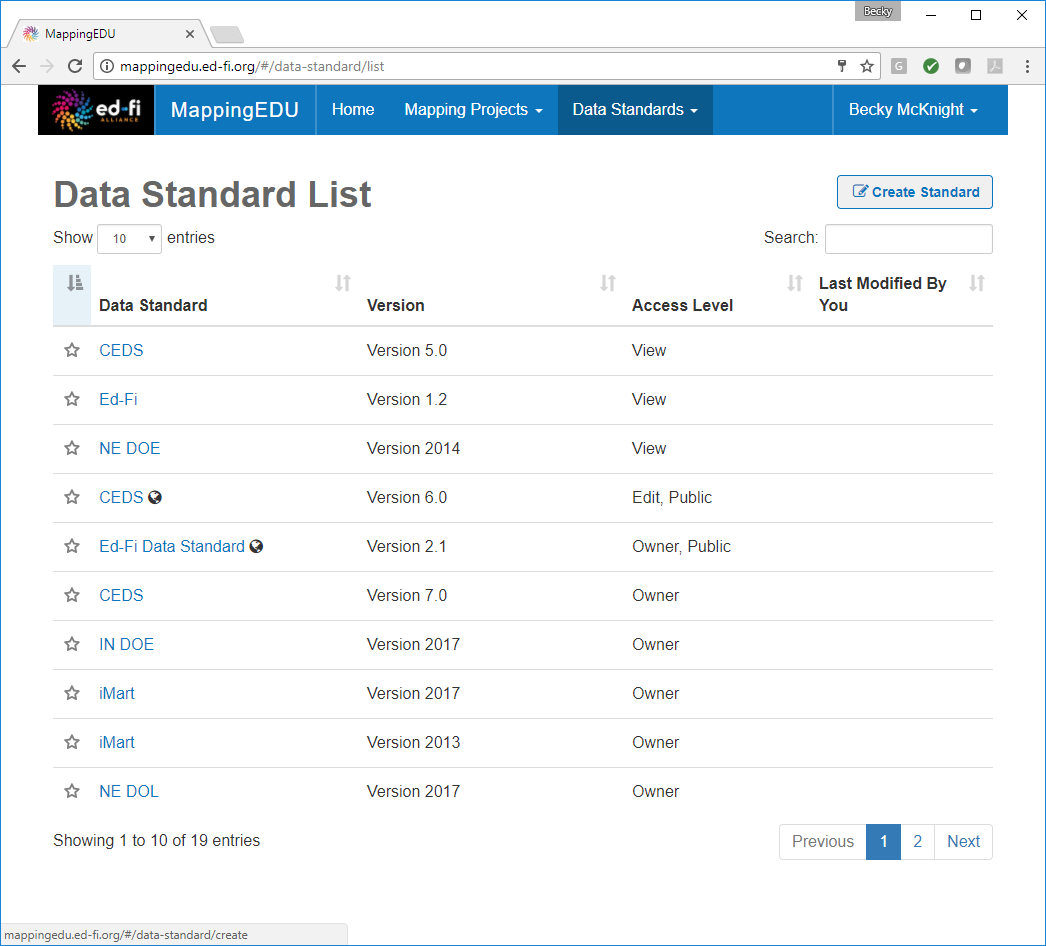 Becky
MappingEDU
mappingedu.ed-fi.org/#/data-standard/list
G
ed-fi
ALLIANCE
MappingEDU Home Mapping Projects Data Standards Becky McKnight
Data Standard List
Create Standard
Show 10 entries Search:
Data Standard Version Access Level Last Modified By You
CEDS Version 5.0 View
Ed-Fi Version 1.2 View
NE DOE Version 2014 View
CEDS Version 6.0 Edit, Public
Ed-Fi Data Standard Version 2.1 Owner, Public
CEDS Version 7.0 Owner
IN DOE Version 2017 Owner
iMart Version 2017 Owner
iMart Version 2013 Owner
NE DOL Version 2017 Owner
Showing 1 to 10 of 19 entries Previous 1 2 Next
mappingedu.ed-fi.org/#/data-standard/create